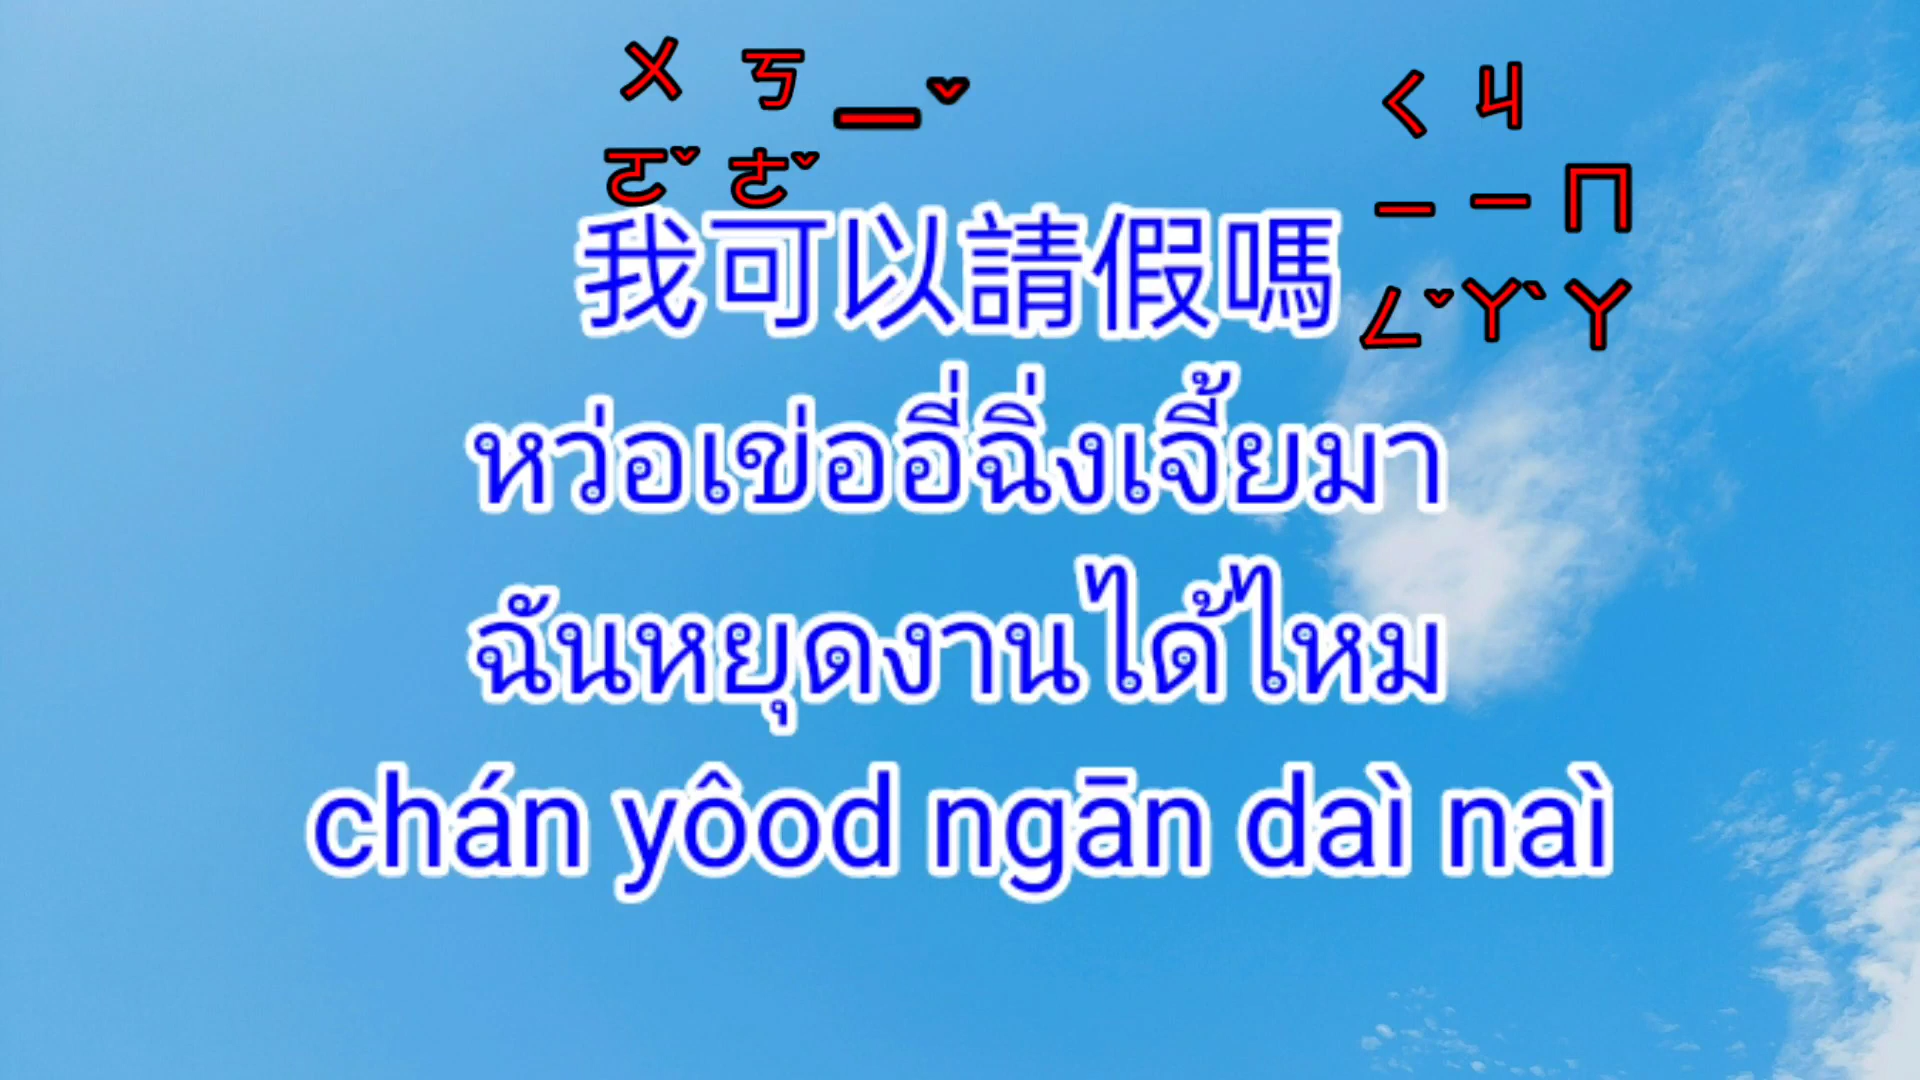 ㄨ ㄎ ㄧˇ ㄑ ㄐ
ㄛˇ ㄜˇ ㄧ ㄧ ㄇ
ㄥˇ ㄚˋ ㄚ
我可以請假嗎
หว่อเข่ออี่ฉิ่งเจี้ยมา
ฉันหยุดงานได้ไหม
chán yôod ngān daì naì